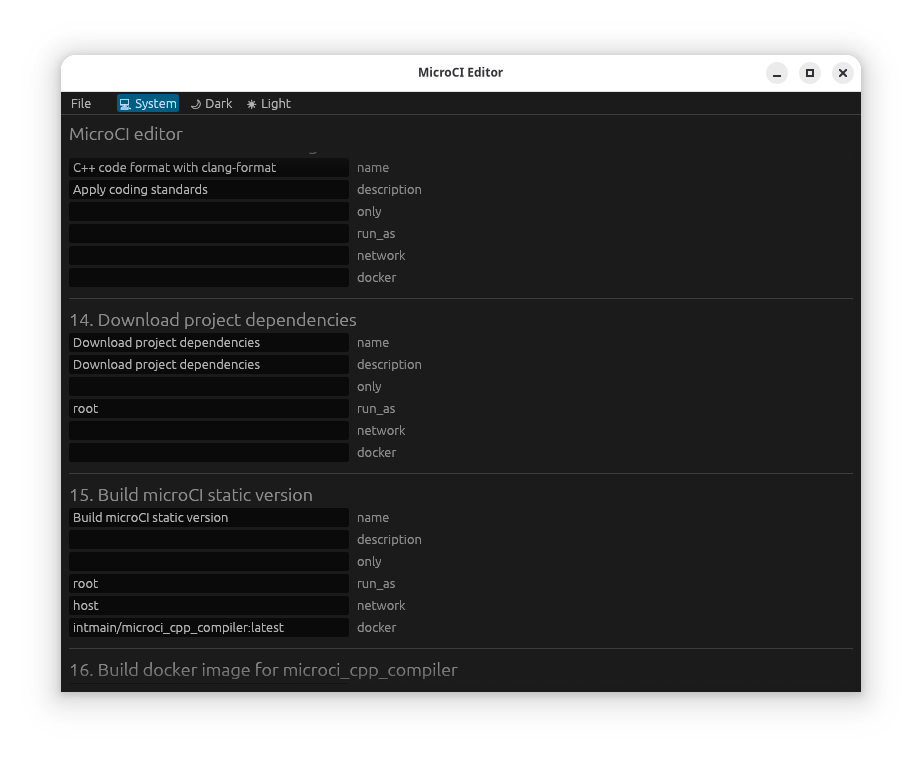 MicroCI Editor
File System Dark Light
MicroCI editor
C++ code format with clang-format name
Apply coding standards description
only
run_as
network
docker
14. Download project dependencies
Download project dependencies name
Download project dependencies description
only
root run_as
network
docker
15. Build microCI static version
Build microCI static version name
description
only
root run_as
host network
intmain/microci_cpp_compiler:latest docker
16. Build docker image for microci_cpp_compiler